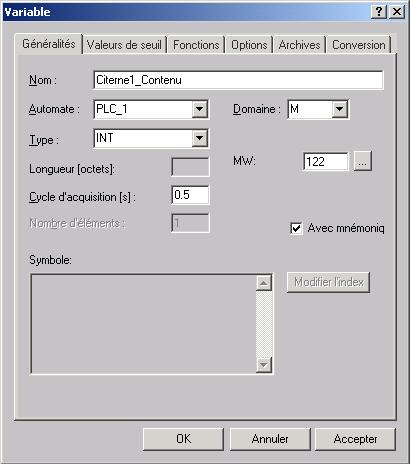 Variable
Généralités Valeurs de seuil Fonctions Options Archives Conversion
Nom : Citerne1_Contenu
Automate : PLC_1 Domaine : M
Type : INT
Longueur [octets]: MW: 122 ...
Cycle d'acquisition [s] : 0.5
Nombre d'éléments : 1 Avec mnémoniq
Symbole:
Modifier l'index
OK Annuler Accepter